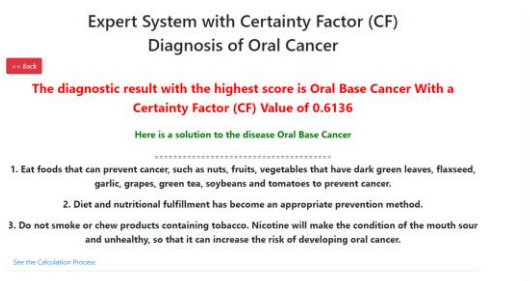 Expert System with Certainty Factor (CF)
Diagnosis of Oral Cancer
<< Back
The diagnostic result with the highest score is Oral Base Cancer With a
Certainty Factor (CF) Value of 0.6136
Here is a solution to the disease Oral Base Cancer
=====================================
1. Eat foods that can prevent cancer, such as nuts, fruits, vegetables that have dark green leaves, flaxseed,
garlic, grapes, green tea, soybeans and tomatoes to prevent cancer.
2. Diet and nutritional fulfillment has become an appropriate prevention method.
3. Do not smoke or chew products containing tobacco. Nicotine will make the condition of the mouth sour
and unhealthy, so that it can increase the risk of developing oral cancer.
See the Calculation Process